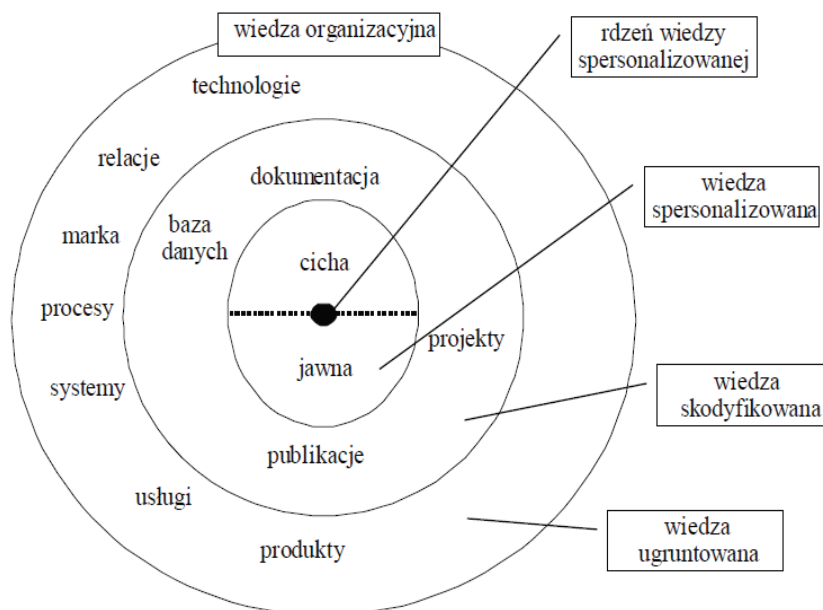 wiedza organizacyjna
rdzeń wiedzy
spersonalizowanej
technologie
relacje
dokumentacja
wiedza
spersonalizowana
baza
danych
marka
cicha
procesy
projekty
jawna
systemy
wiedza
skodyfikowana
publikacje
usługi
wiedza
ugruntowana
produkty